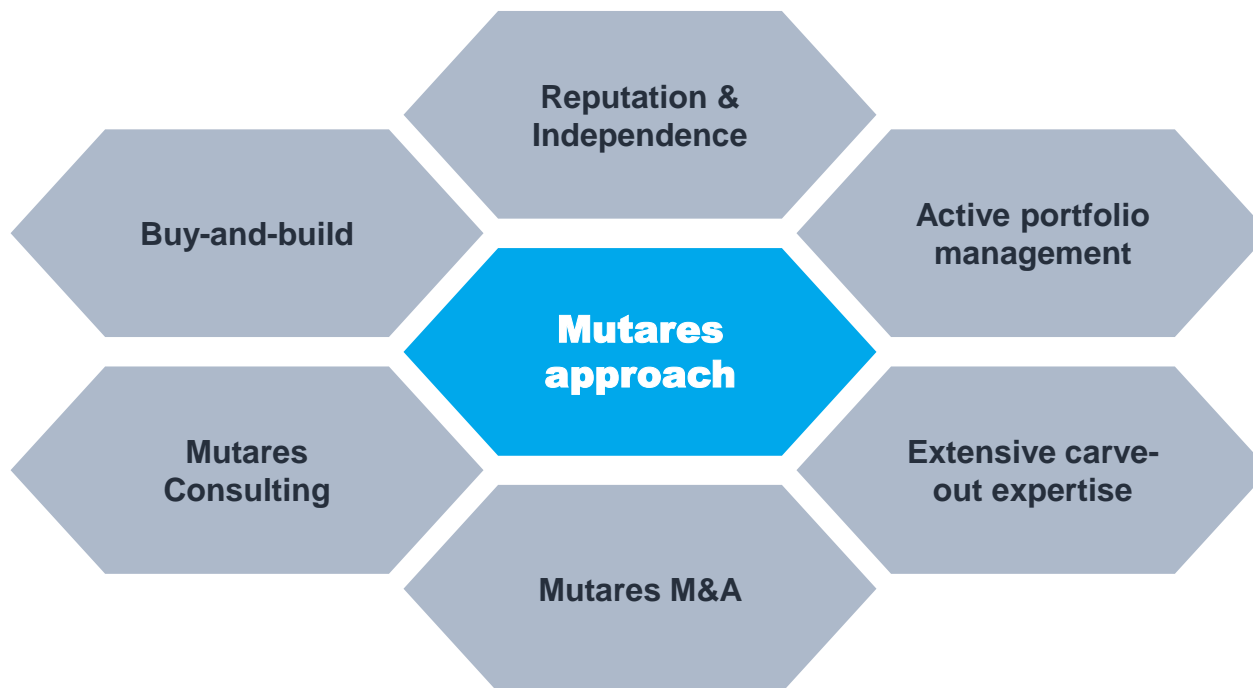 Reputation &
Independence
Buy-and-build
Active portfolio
management
Mutares
approach
Mutares
Consulting
Extensive carve-
out expertise
Mutares M&A